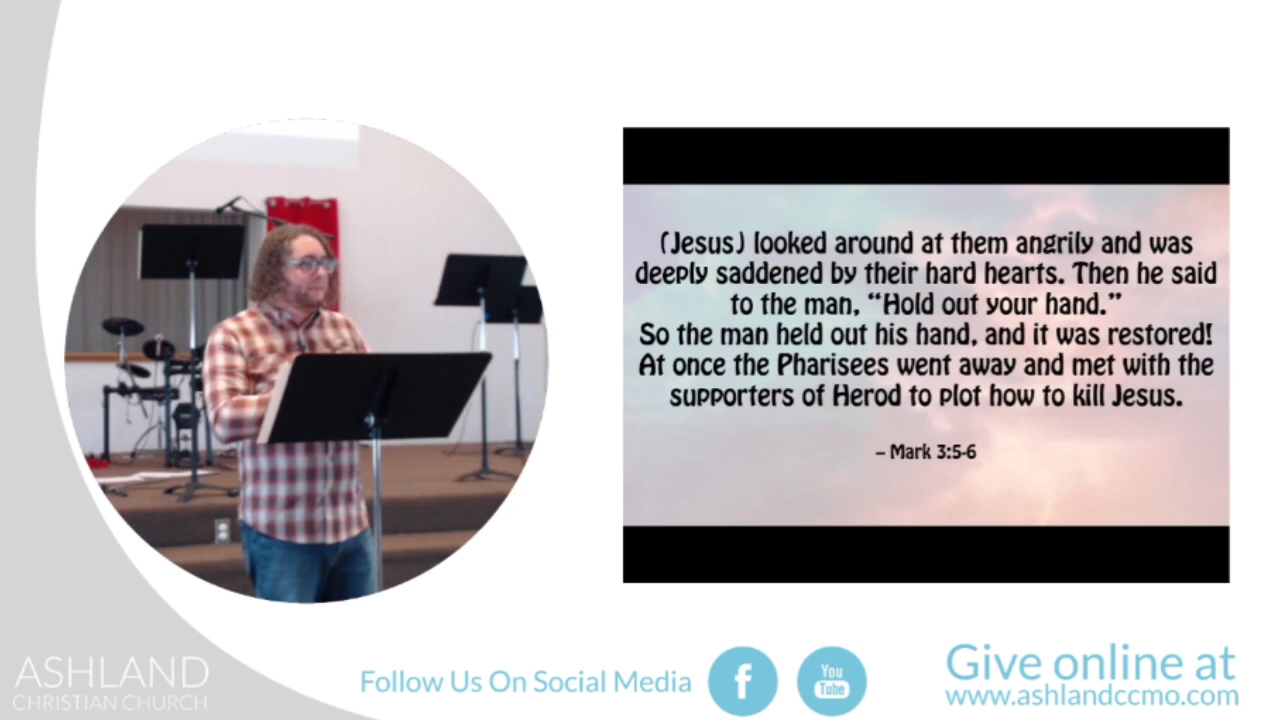 (Jesus) looked around at them angrily and was
deeply saddened by their hard hearts. Then he said
to the man, “Hold out your hand.”
So the man held out his hand, and it was restored!
At once the Pharisees went away and met with the
supporters of Herod to plot how to kill Jesus.
– Mark 3:5-6
ASHLAND
CHRISTIAN CHURCH
Follow Us On Social Media
f
You
Tube
Give online at
www.ashlandccmo.com